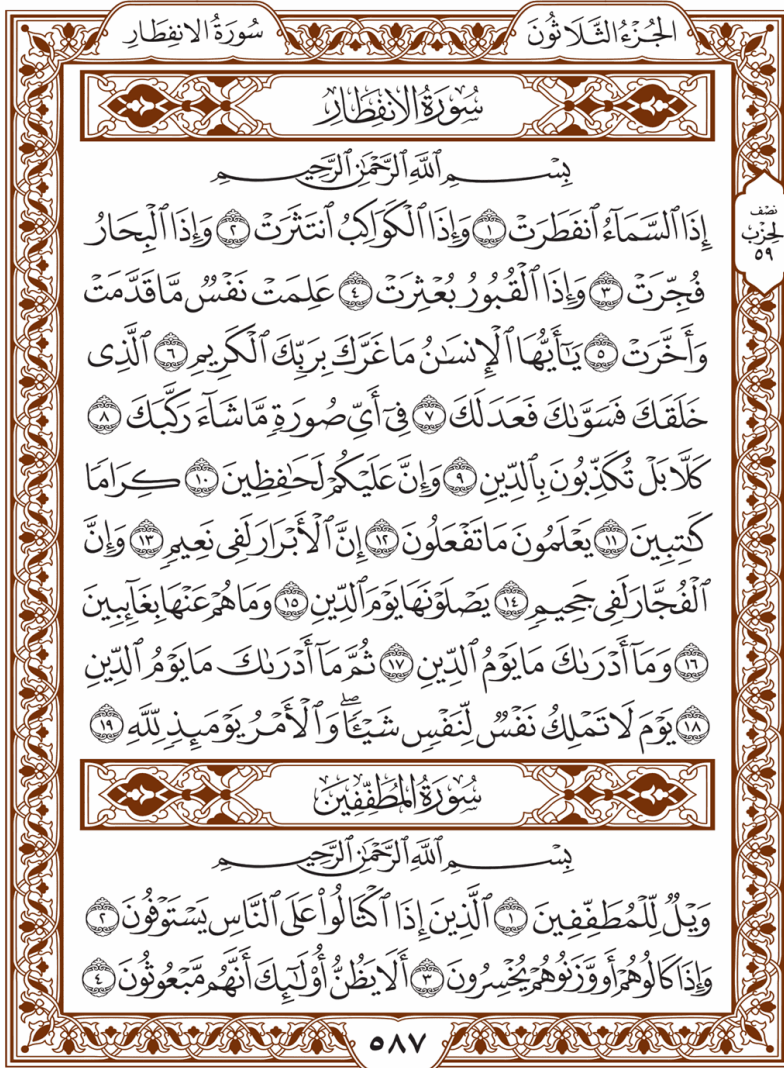 الجُزْءُ الثَّلَاثُونَ
سُورَةُ الانفِطَارِ
سُورَةُ الانفِطَارِ
بِسْمِ ٱللَّهِ ٱلرَّحْمَٰنِ ٱلرَّحِيمِ
إِذَا ٱلسَّمَآءُ ٱنفَطَرَتْ ١ وَإِذَا ٱلْكَوَاكِبُ ٱنتَثَرَتْ ٢ وَإِذَا ٱلْبِحَارُ
فُجِّرَتْ ٣ وَإِذَا ٱلْقُبُورُ بُعْثِرَتْ ٤ عَلِمَتْ نَفْسٌ مَّا قَدَّمَتْ
وَأَخَّرَتْ ٥ يَٰٓأَيُّهَا ٱلْإِنسَٰنُ مَا غَرَّكَ بِرَبِّكَ ٱلْكَرِيمِ ٦ ٱلَّذِى
خَلَقَكَ فَسَوَّىٰكَ فَعَدَلَكَ ٧ فِىٓ أَىِّ صُورَةٍ مَّا شَآءَ رَكَّبَكَ ٨
كَلَّا بَلْ تُكَذِّبُونَ بِٱلدِّينِ ٩ وَإِنَّ عَلَيْكُمْ لَحَٰفِظِينَ ١٠ كِرَامًا
كَٰتِبِينَ ١١ يَعْلَمُونَ مَا تَفْعَلُونَ ١٢ إِنَّ ٱلْأَبْرَارَ لَفِى نَعِيمٍ ١٣ وَإِنَّ
ٱلْفُجَّارَ لَفِى جَحِيمٍ ١٤ يَصْلَوْنَهَا يَوْمَ ٱلدِّينِ ١٥ وَمَا هُمْ عَنْهَا بِغَآئِبِينَ
١٦ وَمَآ أَدْرَىٰكَ مَا يَوْمُ ٱلدِّينِ ١٧ ثُمَّ مَآ أَدْرَىٰكَ مَا يَوْمُ ٱلدِّينِ
١٨ يَوْمَ لَا تَمْلِكُ نَفْسٌ لِّنَفْسٍ شَيْـًٔا ۖ وَٱلْأَمْرُ يَوْمَئِذٍ لِّلَّهِ ١٩
سُورَةُ المُطَفِّفِينَ
بِسْمِ ٱللَّهِ ٱلرَّحْمَٰنِ ٱلرَّحِيمِ
وَيْلٌ لِّلْمُطَفِّفِينَ ١ ٱلَّذِينَ إِذَا ٱكْتَالُوا۟ عَلَى ٱلنَّاسِ يَسْتَوْفُونَ ٢
وَإِذَا كَالُوهُمْ أَو وَّزَنُوهُمْ يُخْسِرُونَ ٣ أَلَا يَظُنُّ أُو۟لَٰٓئِكَ أَنَّهُم مَّبْعُوثُونَ ٤
نِصْف
الحِزْبِ
٥٩
٥٨٧